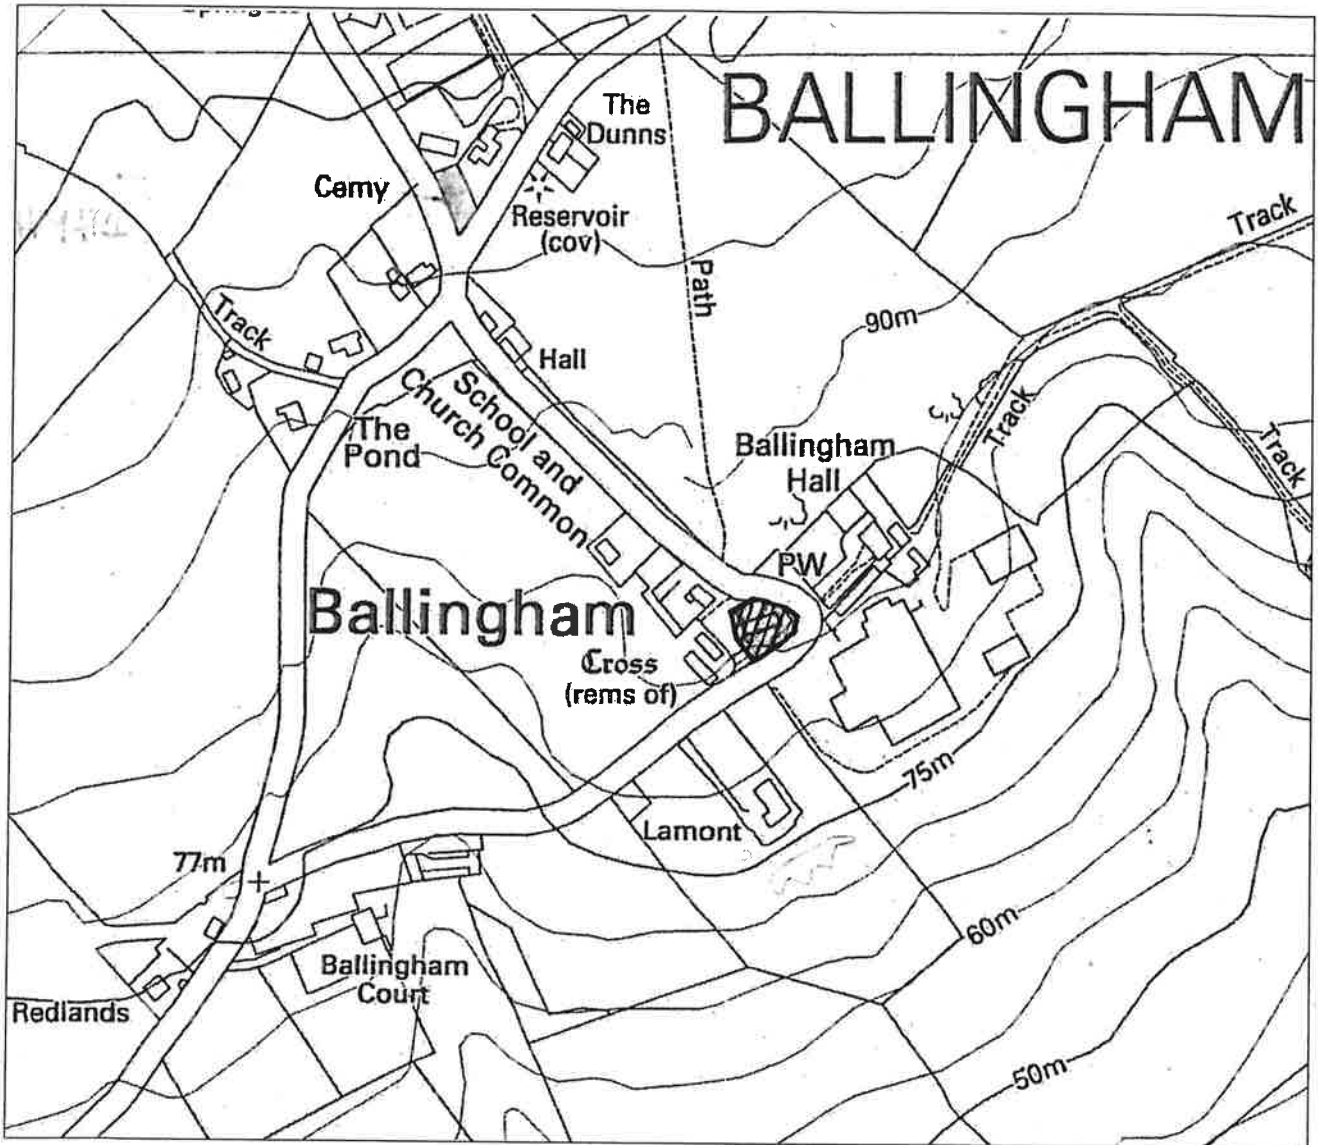 BALLINGHAM
The
Dunns
Cemy
Reservoir
(cov)
Track
Path
90m
Track
Hall
School and
Church Common
The
Pond
Track
Track
Ballingham
Hall
PW
Ballingham
Cross
(rems of)
75m
Lamont
77m
60m
Ballingham
Court
Redlands
50m